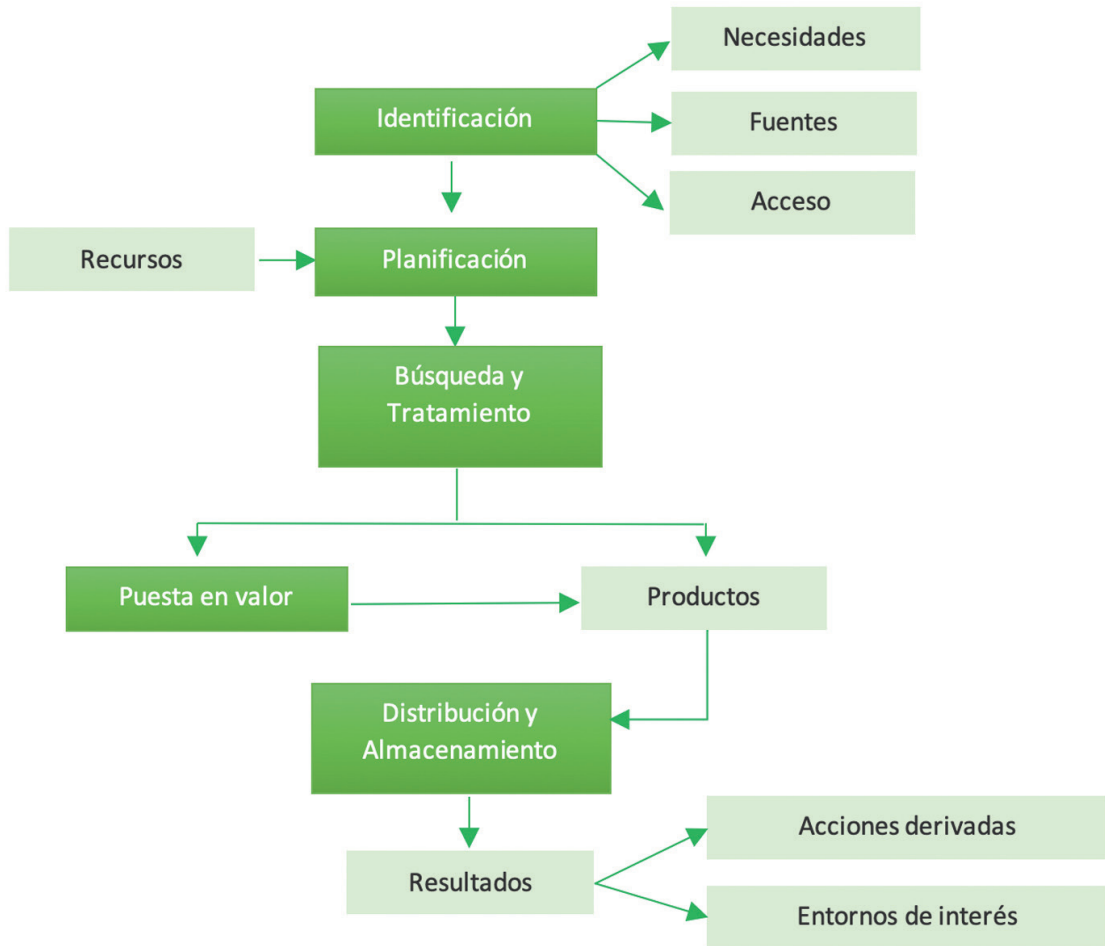 Necesidades
Identificación
Fuentes
Acceso
Recursos
Planificación
Búsqueda y
Tratamiento
Puesta en valor
Productos
Distribución y
Almacenamiento
Acciones derivadas
Resultados
Entornos de interés